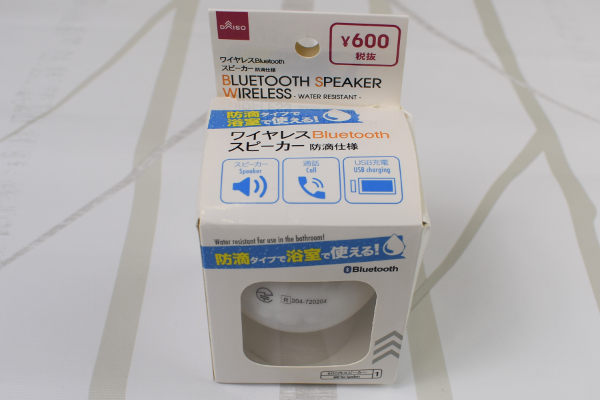 DAISO
¥600
税抜
ワイヤレスBluetooth
スピーカー 防滴仕様
BLUETOOTH SPEAKER
WIRELESS - WATER RESISTANT -
防滴タイプで
浴室で使える!
ワイヤレスBluetooth
スピーカー 防滴仕様
スピーカー
Speaker
通話
Call
USB充電
USB charging
Water resistant for use in the bathroom!
防滴タイプで浴室で使える!
Bluetooth
R 204-720204
1